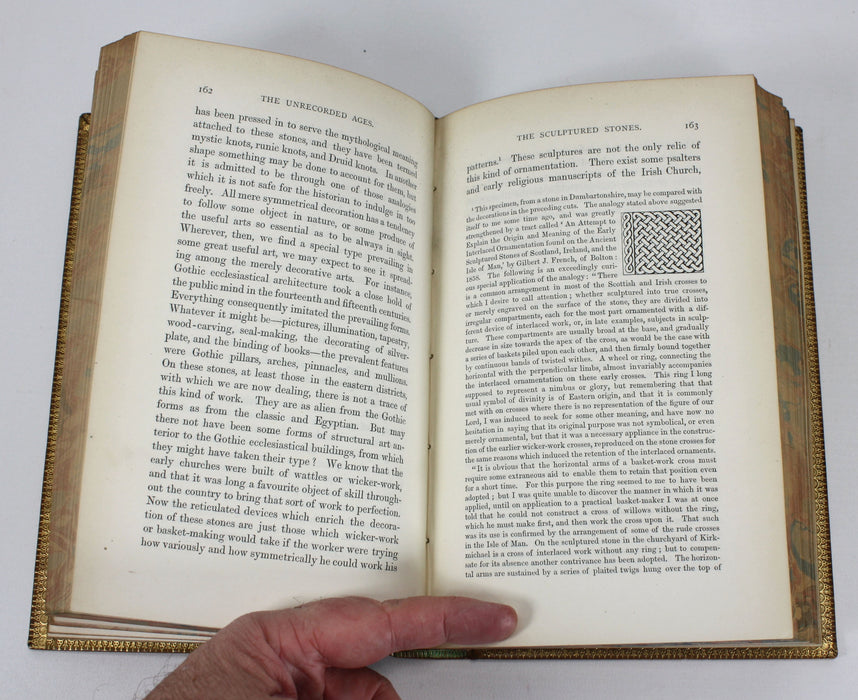 162
THE UNRECORDED AGES.
has been pressed in to serve the mythological meaning
attached to these stones, and they have been termed
mystic knots, runic knots, and Druid knots. In another
shape something may be done to account for them, but
it is admitted to be through one of those analogies
which it is not safe for the historian to indulge in too
freely. All mere symmetrical decoration has a tendency
to follow some object in nature, or some produce of
the useful arts so essential as to be always in sight.
Wherever, then, we find a special type prevailing in
some great useful art, we may expect to see it spread-
ing among the merely decorative arts. For instance,
Gothic ecclesiastical architecture took a close hold of
the public mind in the fourteenth and fifteenth centuries.
Everything consequently imitated the prevailing forms.
Whatever it might be—pictures, illumination, tapestry,
wood-carving, seal-making, the decorating of silver-
plate, and the binding of books—the prevalent features
were Gothic pillars, arches, pinnacles, and mullions.
On these stones, at least those in the eastern districts,
with which we are now dealing, there is not a trace of
this kind of work. They are as alien from the Gothic
forms as from the classic and Egyptian. But may
there not have been some forms of structural art an-
terior to the Gothic ecclesiastical buildings, from which
they might have taken their type? We know that the
early churches were built of wattles or wicker-work,
and that it was long a favourite object of skill through-
out the country to bring that sort of work to perfection.
Now the reticulated devices which enrich the decora-
tion of these stones are just those which wicker-work
or basket-making would take if the worker were trying
how variously and how symmetrically he could work his
THE SCULPTURED STONES.
163
patterns.¹ These sculptures are not the only relic of
this kind of ornamentation. There exist some psalters
and early religious manuscripts of the Irish Church,
¹ This specimen, from a stone in Dambartonshire, may be compared with
the decorations in the preceding cuts. The analogy stated above suggested
itself to me some time ago, and was greatly
strengthened by a tract called 'An Attempt to
Explain the Origin and Meaning of the Early
Interlaced Ornamentation found on the Ancient
Sculptured Stones of Scotland, Ireland, and the
Isle of Man,' by Gilbert J. French, of Bolton:
1858. The following is an exceedingly curi-
ous special application of the analogy: "There
is a common arrangement in most of the Scottish and Irish crosses to
which I desire to call attention; whether sculptured into true crosses,
or merely engraved on the surface of the stone, they are divided into
irregular compartments, each for the most part ornamented with a dif-
ferent device of interlaced work, or, in late examples, subjects in sculp-
ture. These compartments are usually broad at the base, and gradually
decrease in size towards the apex of the cross, as would be the case with
a series of baskets piled upon each other, and then firmly bound together
by continuous bands of twisted withes. A wheel or ring, connecting the
horizontal with the perpendicular limbs, almost invariably accompanies
the interlaced ornamentation on these early crosses. This ring I long
supposed to represent a nimbus or glory, but remembering that that
usual symbol of divinity is of Eastern origin, and that it is commonly
met with on crosses where there is no representation of the figure of our
Lord, I was induced to seek for some other meaning, and have now no
hesitation in saying that its original purpose was not symbolical, or even
merely ornamental, but that it was a necessary appliance in the construc-
tion of the earlier wicker-work crosses, reproduced on the stone crosses for
the same reasons which induced the retention of the interlaced ornaments.
"It is obvious that the horizontal arms of a basket-work cross must
require some extraneous aid to enable them to retain that position even
for a short time. For this purpose the ring seemed to me to have been
adopted; but I was quite unable to discover the manner in which it was
applied, until on application to a practical basket-maker I was at once
told that he could not construct a cross of willows without the ring,
which he must make first, and then work the cross upon it. That such
was its use is confirmed by the arrangement of some of the rude crosses
in the Isle of Man. On the sculptured stone in the churchyard of Kirk-
michael is a cross of interlaced work without any ring; but to compen-
sate for its absence another contrivance has been adopted. The horizon-
tal arms are sustained by a series of plaited twigs hung over the top of